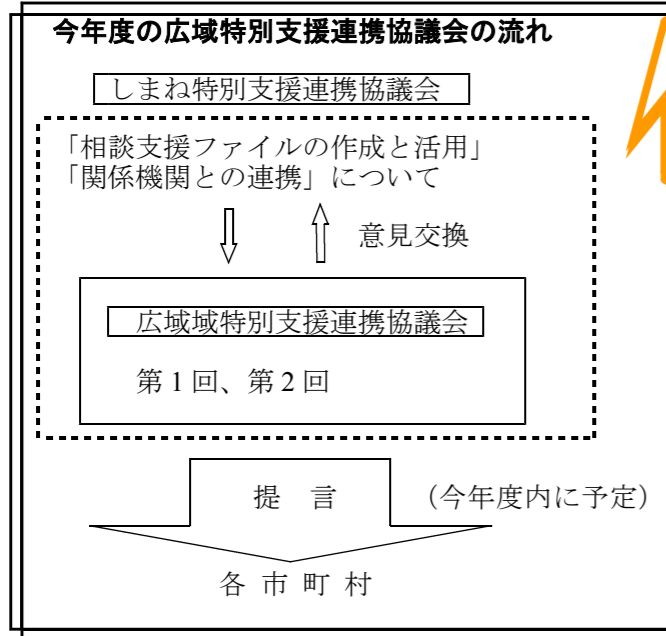 今年度の広域特別支援連携協議会の流れ
しまね特別支援連携協議会
「相談支援ファイルの作成と活用」
「関係機関との連携」について
意見交換
広域域特別支援連携協議会
第1回、第2回
提 言 (今年度内に予定)
各 市 町 村